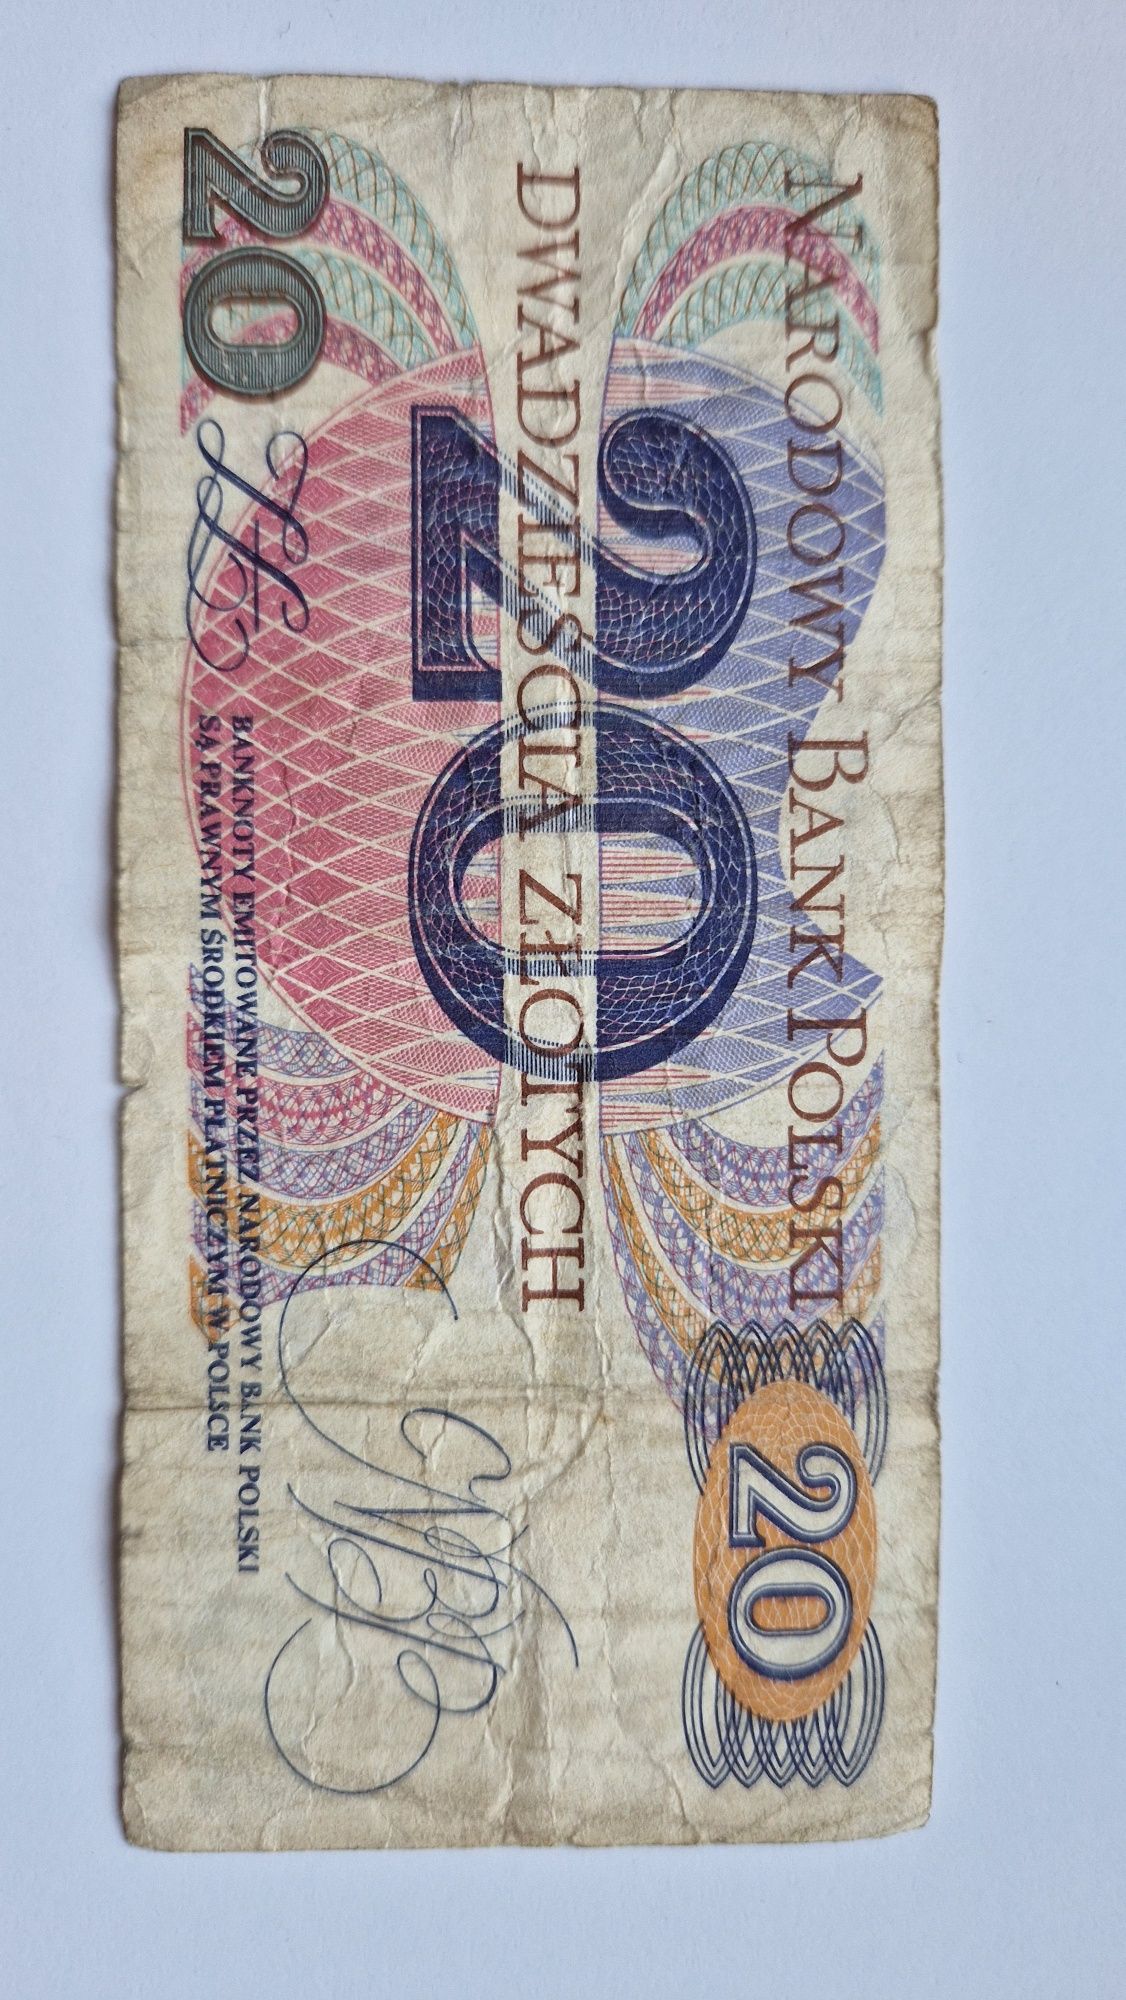 NARODOWY BANK POLSKI
20
DWADZIEŚCIA ZŁOTYCH
20
20
BANKNOTY EMITOWANE PRZEZ NARODOWY BANK POLSKI
SĄ PRAWNYM ŚRODKIEM PŁATNICZYM W POLSCE